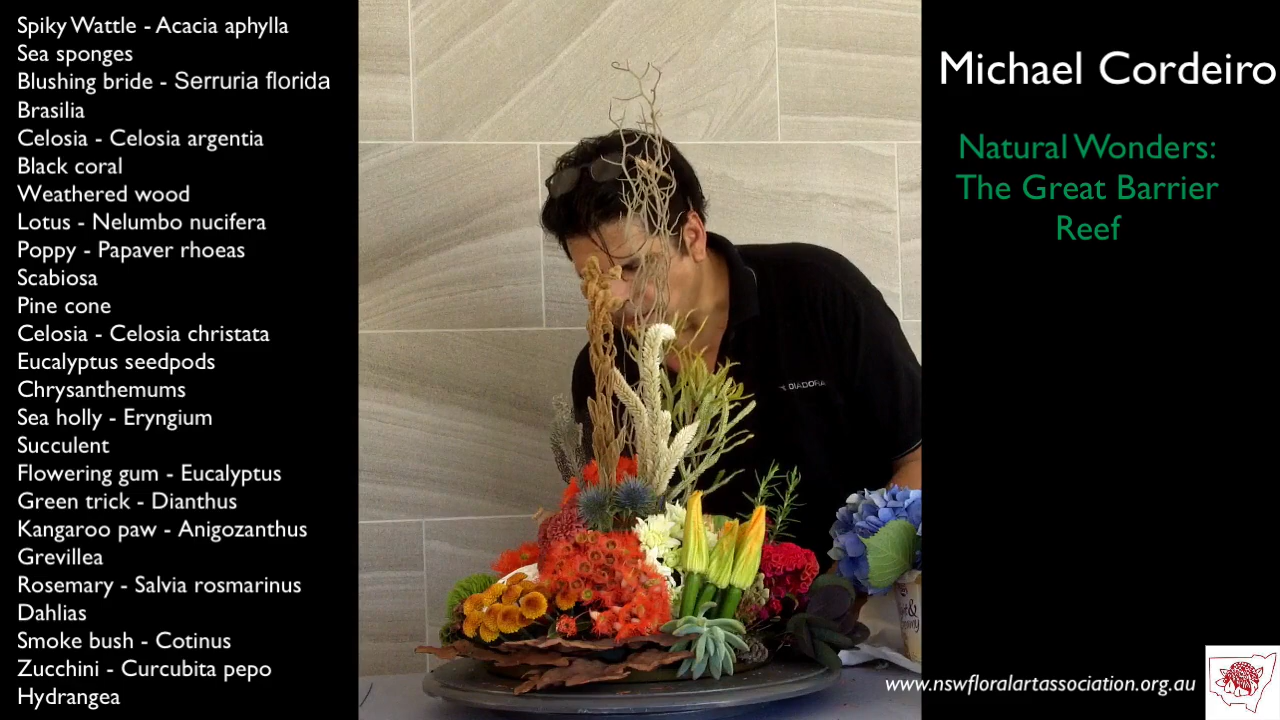 Spiky Wattle - Acacia aphylla
Sea sponges
Blushing bride - Serruria florida
Brasilia
Celosia - Celosia argentia
Black coral
Weathered wood
Lotus - Nelumbo nucifera
Poppy - Papaver rhoeas
Scabiosa
Pine cone
Celosia - Celosia christata
Eucalyptus seedpods
Chrysanthemums
Sea holly - Eryngium
Succulent
Flowering gum - Eucalyptus
Green trick - Dianthus
Kangaroo paw - Anigozanthus
Grevillea
Rosemary - Salvia rosmarinus
Dahlias
Smoke bush - Cotinus
Zucchini - Curcubita pepo
Hydrangea
DIADORA
Michael Cordeiro
Natural Wonders:
The Great Barrier
Reef
www.nswfloralartassociation.org.au